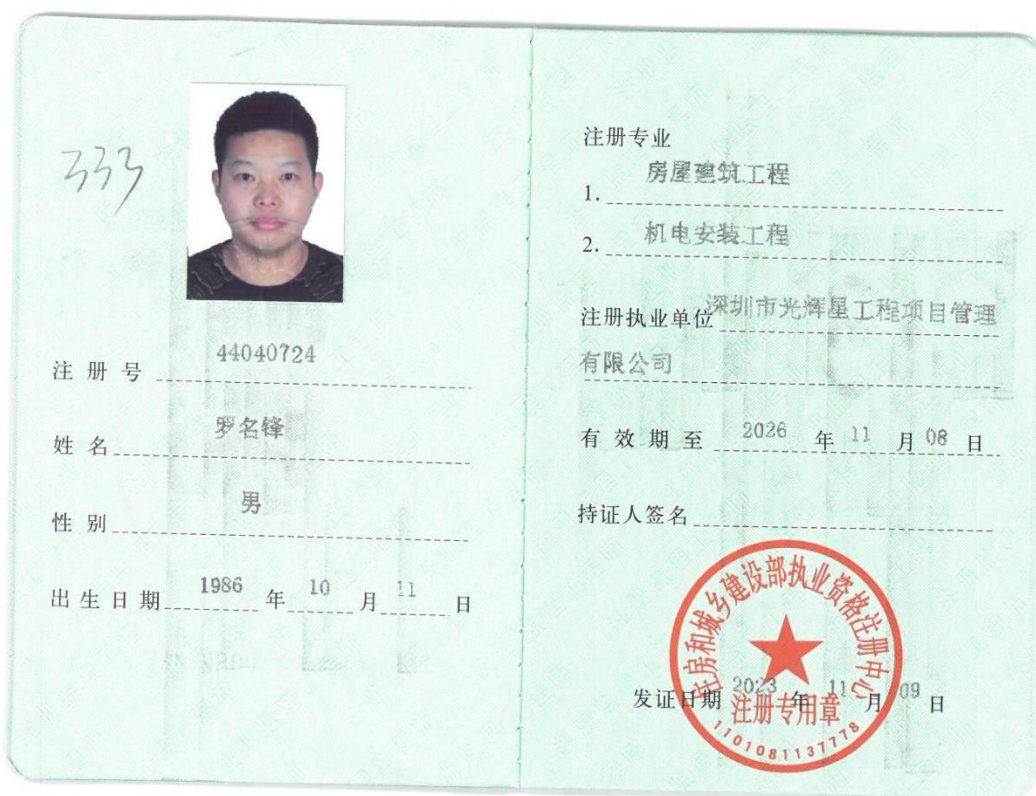 333
注册号 44040724
姓名 罗名锋
性别 男
出生日期 1986 年 10 月 11 日
注册专业
1. 房屋建筑工程
2. 机电安装工程
注册执业单位 深圳市光辉星工程项目管理
有限公司
有效期至 2026 年 11 月 08 日
持证人签名
住房和城乡建设部执业资格注册中心
发证日期 2023 年 11 月 09 日
注册专用章
1101081137778